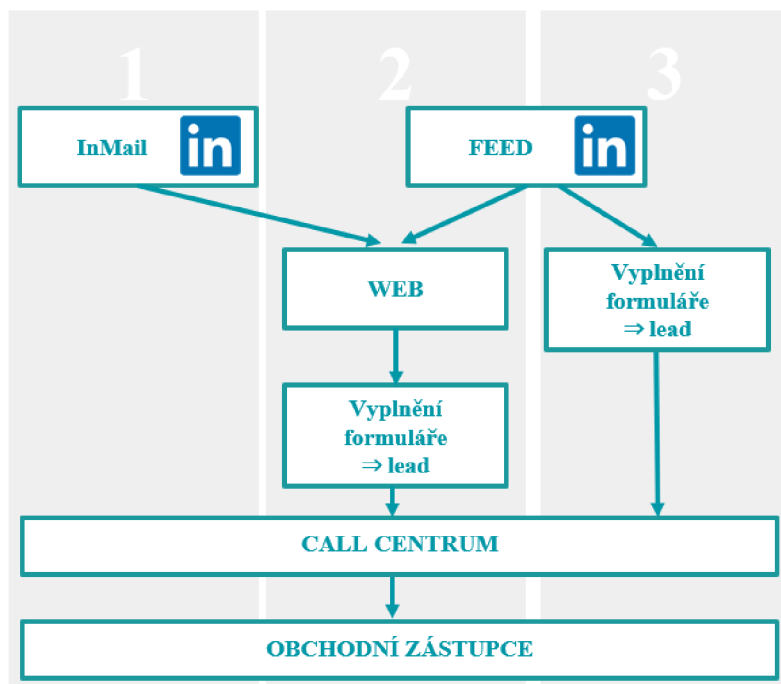 1
2
3
InMail
in
FEED
in
WEB
Vyplnění
formuláře
⇒ lead
Vyplnění
formuláře
⇒ lead
CALL CENTRUM
OBCHODNÍ ZÁSTUPCE